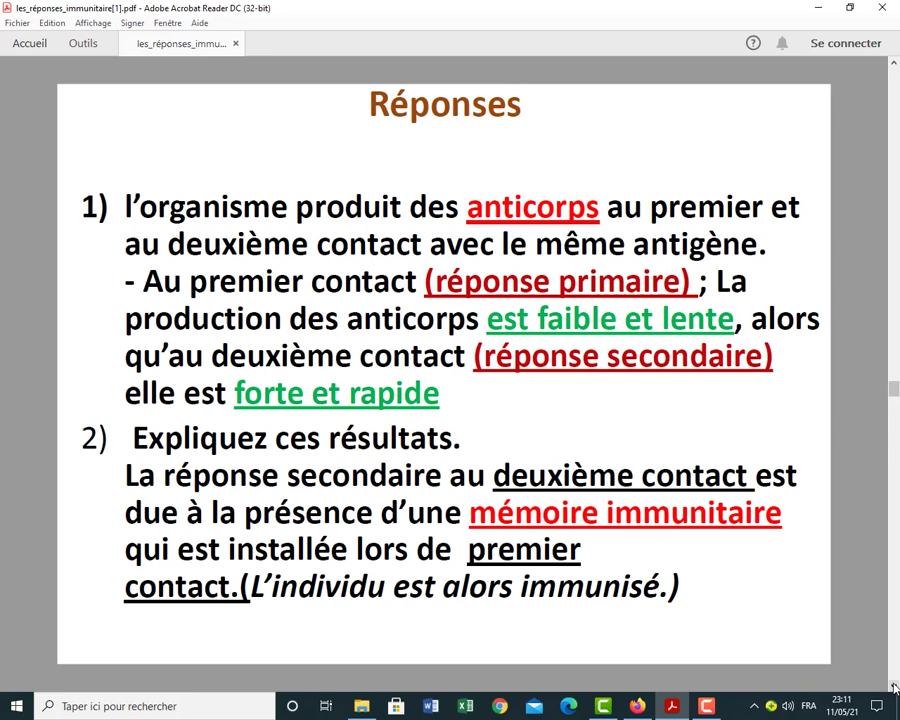 les_réponses_immunitaire[1].pdf - Adobe Acrobat Reader DC (32-bit)
Fichier Edition Affichage Signer Fenêtre Aide
Accueil Outils les_réponses_immu... × Se connecter
Réponses
1) l’organisme produit des anticorps au premier et
au deuxième contact avec le même antigène.
- Au premier contact (réponse primaire) ; La
production des anticorps est faible et lente, alors
qu’au deuxième contact (réponse secondaire)
elle est forte et rapide
2) Expliquez ces résultats.
La réponse secondaire au deuxième contact est
due à la présence d’une mémoire immunitaire
qui est installée lors de premier
contact.(L’individu est alors immunisé.)
Taper ici pour rechercher
FRA
23:11
11/05/21